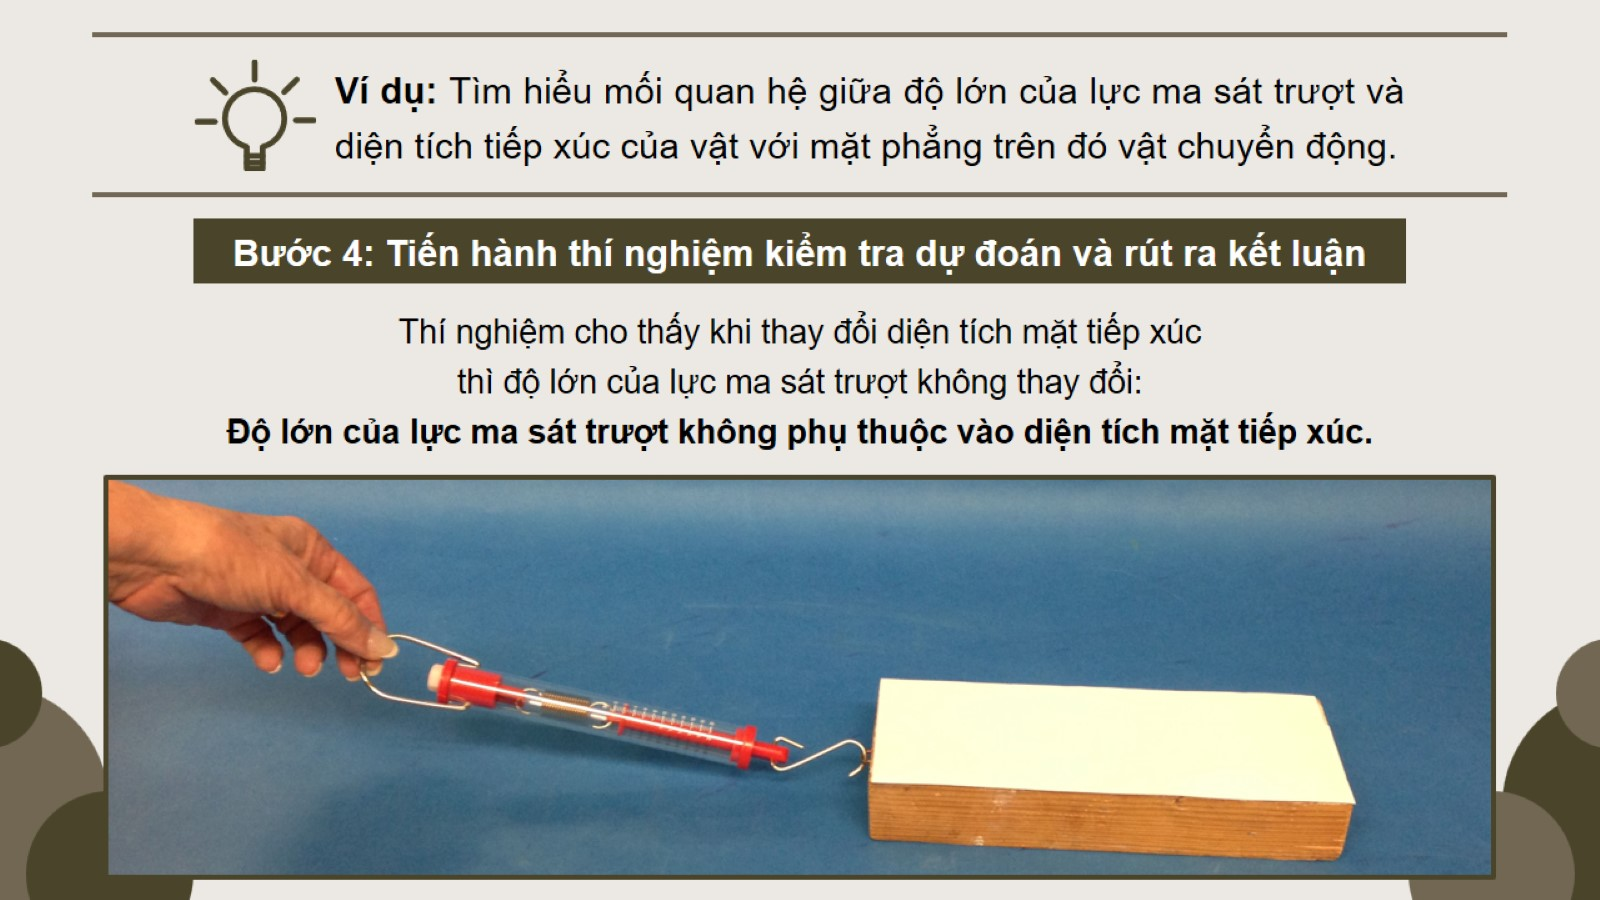 Ví dụ: Tìm hiểu mối quan hệ giữa độ lớn của lực ma sát trượt và
diện tích tiếp xúc của vật với mặt phẳng trên đó vật chuyển động.
Bước 4: Tiến hành thí nghiệm kiểm tra dự đoán và rút ra kết luận
Thí nghiệm cho thấy khi thay đổi diện tích mặt tiếp xúc
thì độ lớn của lực ma sát trượt không thay đổi:
Độ lớn của lực ma sát trượt không phụ thuộc vào diện tích mặt tiếp xúc.